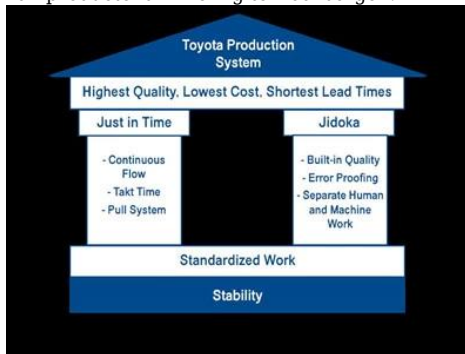 Toyota Production
System
Highest Quality, Lowest Cost, Shortest Lead Times
Just in Time
- Continuous
Flow
- Takt Time
- Pull System
Jidoka
- Built-in Quality
- Error Proofing
- Separate Human
and Machine
Work
Standardized Work
Stability